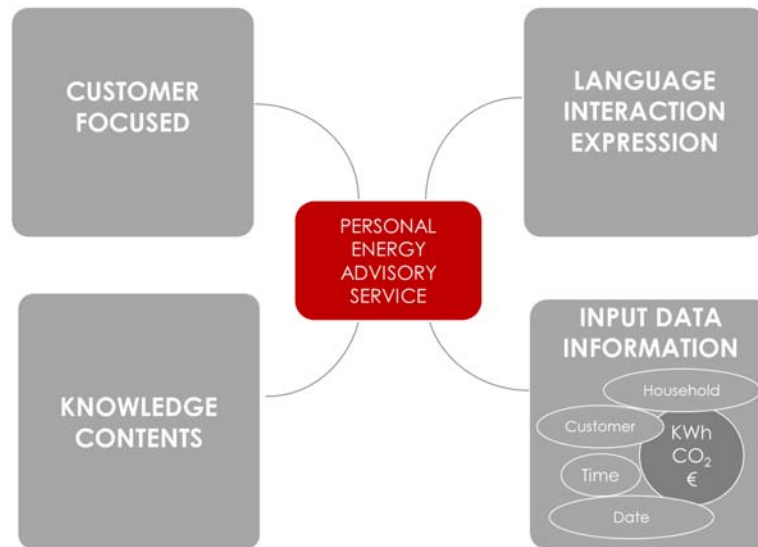 CUSTOMER
FOCUSED
LANGUAGE
INTERACTION
EXPRESSION
PERSONAL
ENERGY
ADVISORY
SERVICE
KNOWLEDGE
CONTENTS
INPUT DATA
INFORMATION
Household
Customer
KWh
CO₂
€
Time
Date